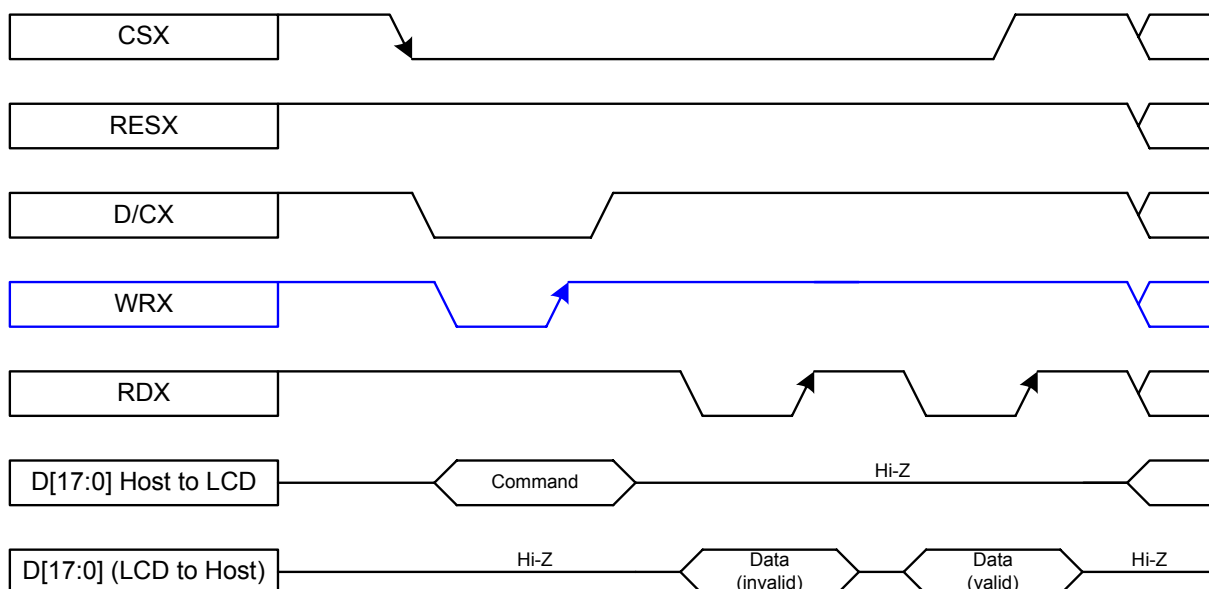 CSX
RESX
D/CX
WRX
RDX
D[17:0] Host to LCD
Command
Hi-Z
D[17:0] (LCD to Host)
Hi-Z
Data
(invalid)
Data
(valid)
Hi-Z